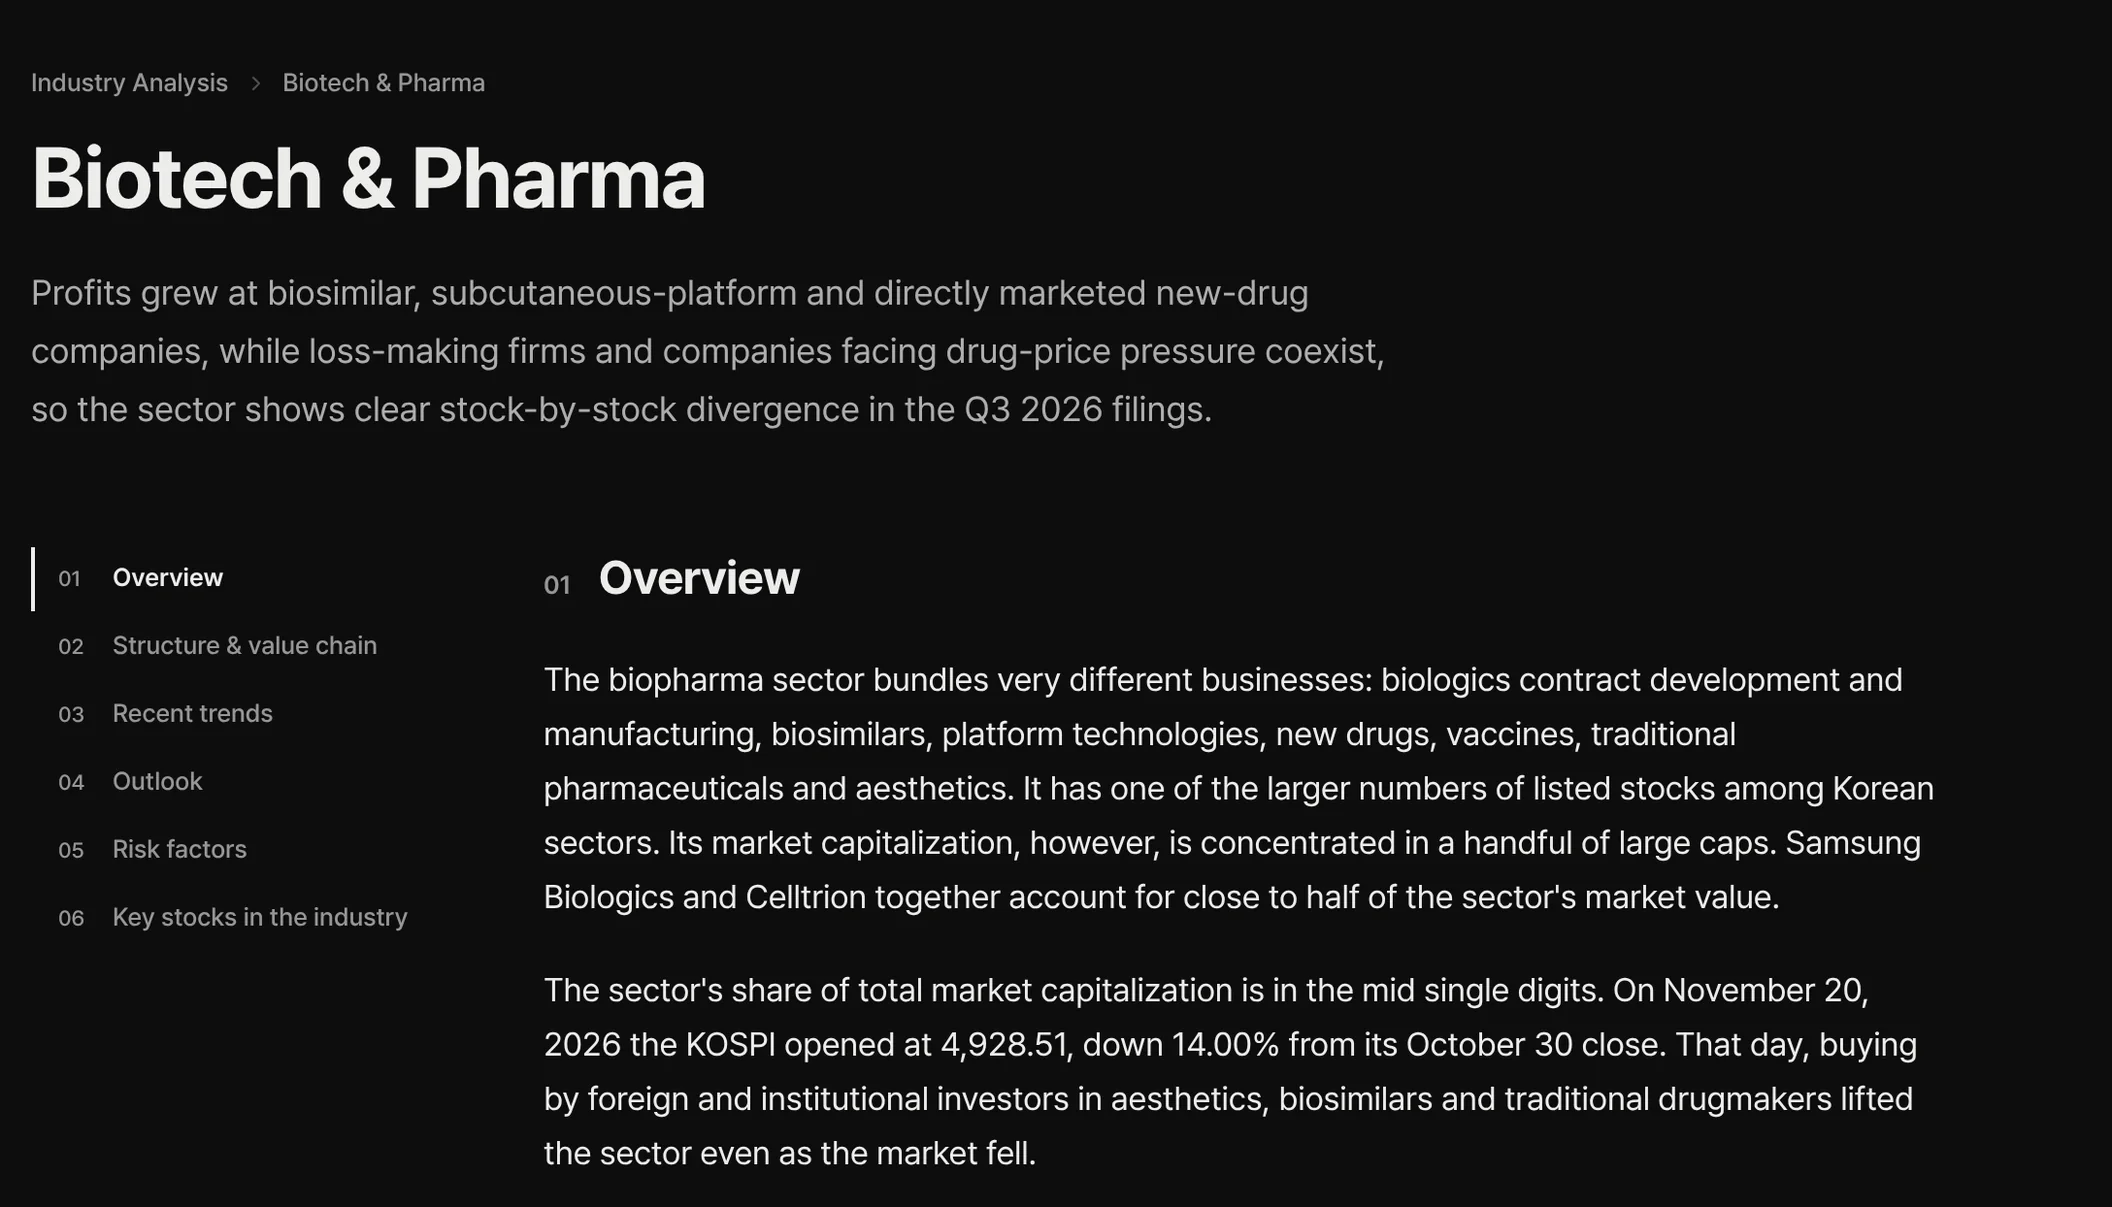 Industry Analysis > Biotech & Pharma
Biotech & Pharma
Profits grew at biosimilar, subcutaneous-platform and directly marketed new-drug
companies, while loss-making firms and companies facing drug-price pressure coexist,
so the sector shows clear stock-by-stock divergence in the Q3 2026 filings.
01 Overview
02 Structure & value chain
03 Recent trends
04 Outlook
05 Risk factors
06 Key stocks in the industry
01 Overview
The biopharma sector bundles very different businesses: biologics contract development and
manufacturing, biosimilars, platform technologies, new drugs, vaccines, traditional
pharmaceuticals and aesthetics. It has one of the larger numbers of listed stocks among Korean
sectors. Its market capitalization, however, is concentrated in a handful of large caps. Samsung
Biologics and Celltrion together account for close to half of the sector's market value.
The sector's share of total market capitalization is in the mid single digits. On November 20,
2026 the KOSPI opened at 4,928.51, down 14.00% from its October 30 close. That day, buying
by foreign and institutional investors in aesthetics, biosimilars and traditional drugmakers lifted
the sector even as the market fell.